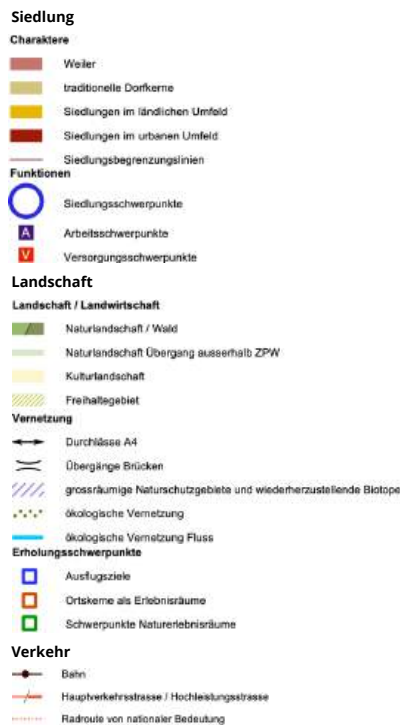 Siedlung
Charaktere
Weiler
traditionelle Dorfkerne
Siedlungen im ländlichen Umfeld
Siedlungen im urbanen Umfeld
Siedlungsbegrenzungslinien
Funktionen
Siedlungsschwerpunkte
A Arbeitsschwerpunkte
V Versorgungsschwerpunkte
Landschaft
Landschaft / Landwirtschaft
Naturlandschaft / Wald
Naturlandschaft Übergang ausserhalb ZPW
Kulturlandschaft
Freihaltegebiet
Vernetzung
Durchlässe A4
Übergänge Brücken
grossräumige Naturschutzgebiete und wiederherzustellende Biotope
ökologische Vernetzung
ökologische Vernetzung Fluss
Erholungsschwerpunkte
Ausflugsziele
Ortskerne als Erlebnisräume
Schwerpunkte Naturerlebnisräume
Verkehr
Bahn
Hauptverkehrsstrasse / Hochleistungsstrasse
Radroute von nationaler Bedeutung